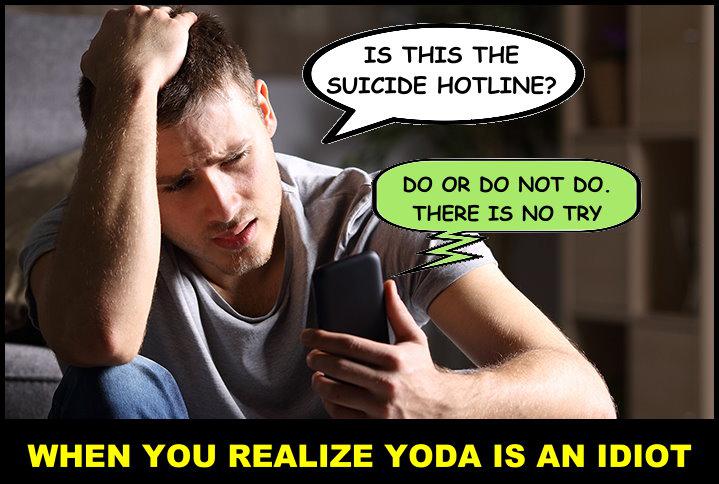 IS THIS THE
SUICIDE HOTLINE?
DO OR DO NOT DO.
THERE IS NO TRY
WHEN YOU REALIZE YODA IS AN IDIOT